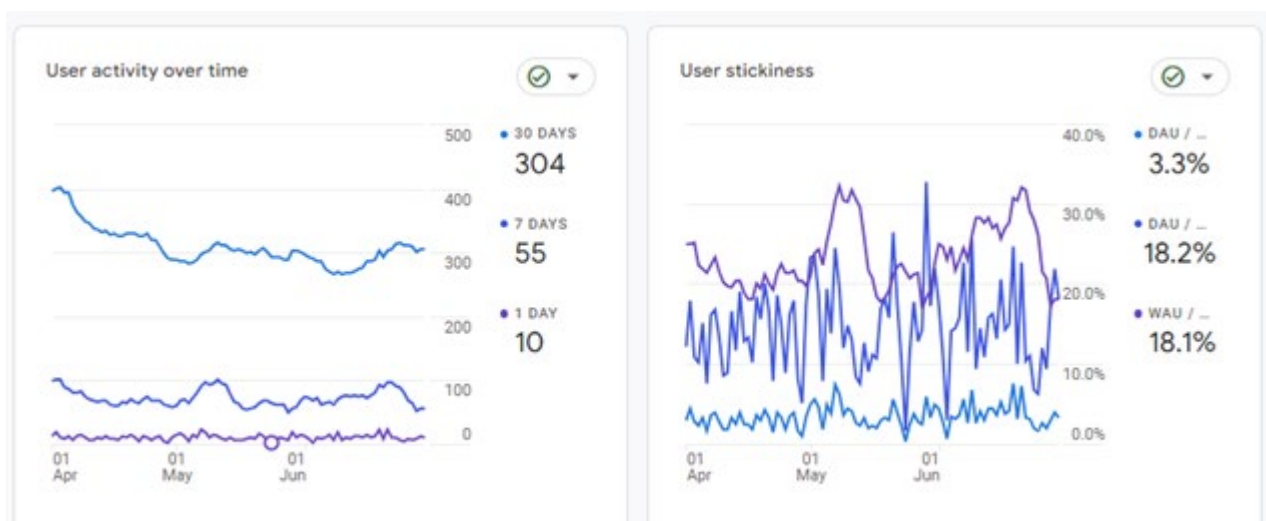 User activity over time
500
400
300
200
100
0
01
Apr
01
May
01
Jun
30 DAYS
304
7 DAYS
55
1 DAY
10
User stickiness
40.0%
30.0%
20.0%
10.0%
0.0%
01
Apr
01
May
01
Jun
DAU / ...
3.3%
DAU / ...
18.2%
WAU / ...
18.1%